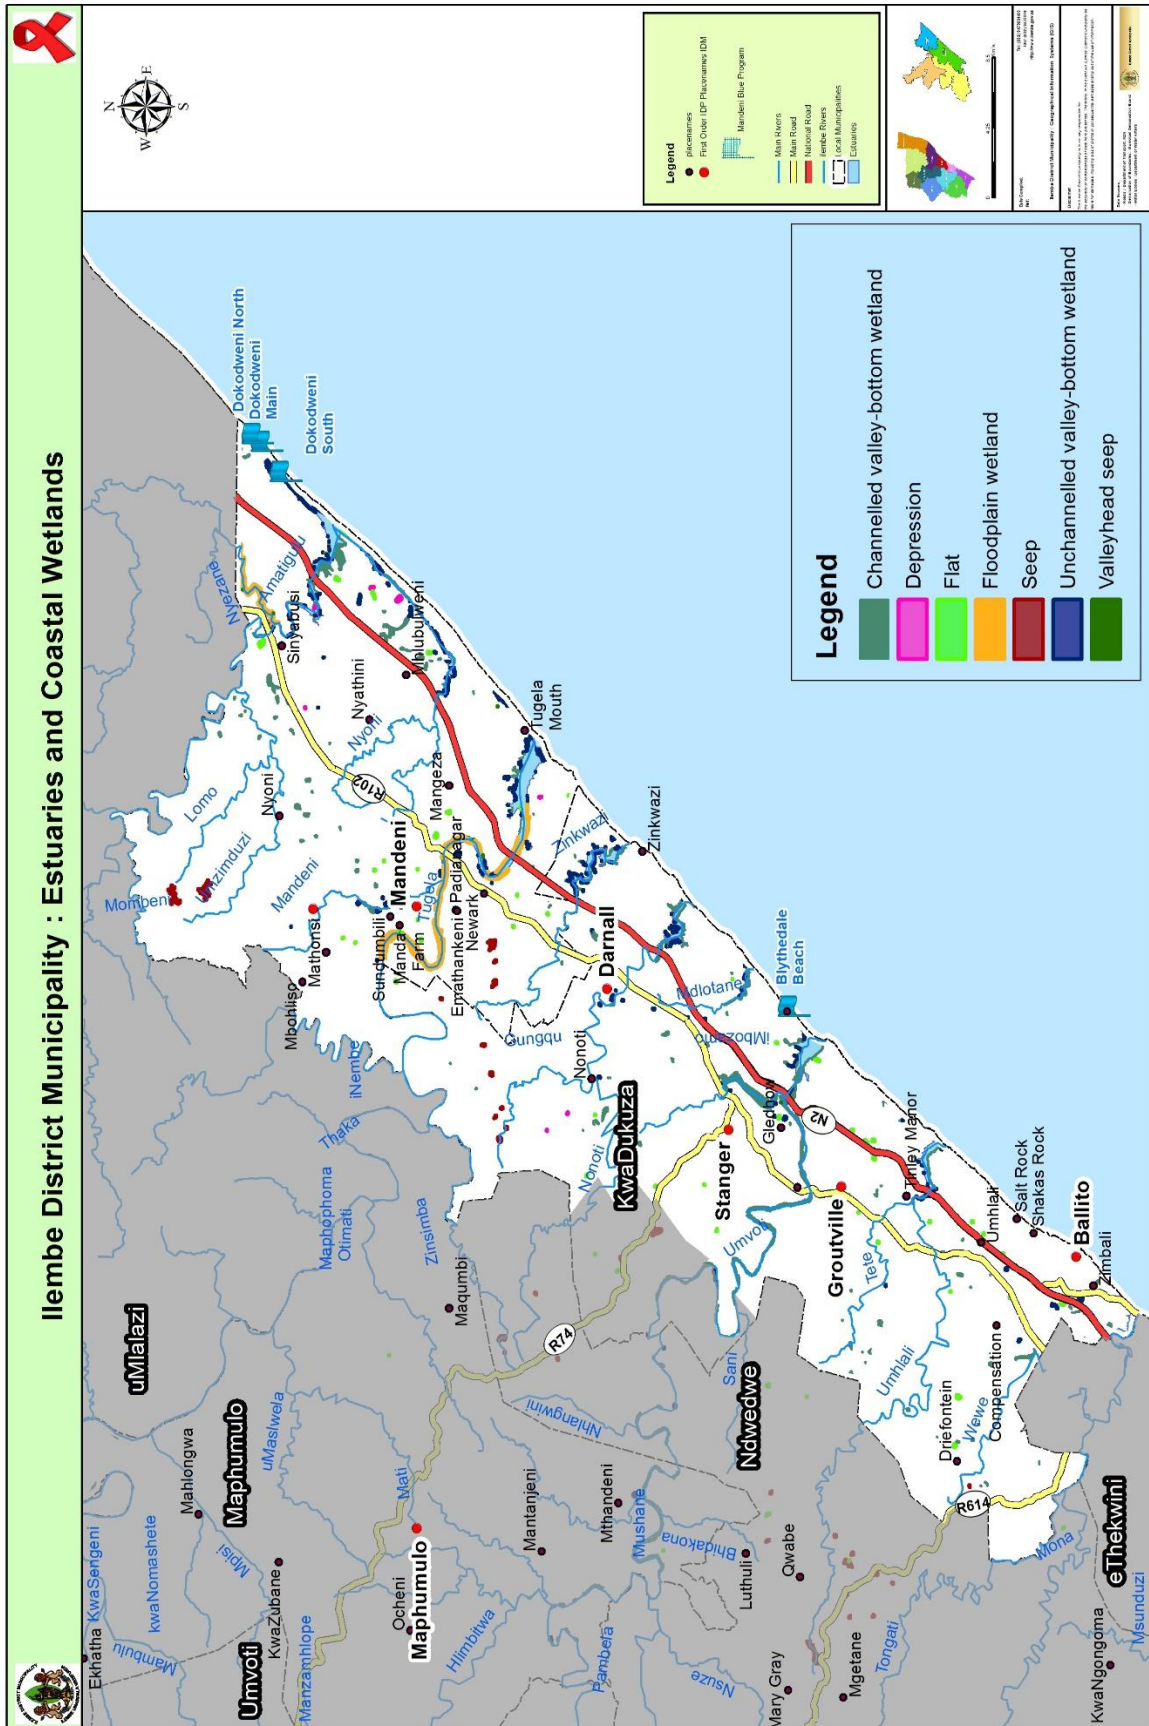 Ilembe District Municipality : Estuaries and Coastal Wetlands
N
W
E
S
Legend
placenames
First Order IDP Placenames IDM
Mandeni Blue Program
Main Rivers
Main Road
National Road
Ilembe Rivers
Local Municipalities
Estuaries
0
4.25
8.5
Legend
Channelled valley-bottom wetland
Depression
Flat
Floodplain wetland
Seep
Unchannelled valley-bottom wetland
Valleyhead seep
Dokodweni North
Dokodweni
Main
Dokodweni
South
Nyezane
Amatigulu
Sinyabusi
Nyathini
Nyoni
Mblubulweni
Lomo
Nyoni
R102
Mangeza
Tugela
Mouth
Umzimduzi
Mombeni
Mandeni
Mandeni
Tugela
Padianagar
Zinkwazi
Zinkwazi
Mathonsi
Mbohliso
Sundumbili
Manda
Farm
Emathankeni
Newark
Darnall
Blythedale
Beach
Mdlotane
iMbozamo
iNembe
Nonoti
Thaka
Maphophoma
Otimati
Zinsimba
Nonoti
KwaDukuza
Stanger
Gledhow
N2
Tinley Manor
Groutville
Umvoti
Tete
Umhlali
Salt Rock
Shakas Rock
Ballito
Zimbali
Umhlali
Compensation
Wewe
Driefontein
R614
Mona
eThekwini
Msunduzi
KwaNgongoma
uMlalazi
Maqumbi
R74
Sani
Ndwedwe
Nhlangwini
uMaslwela
Maphumulo
Mahlongwa
Mati
Mantanjeni
Mthandeni
Mushane
Bhidakona
Luthuli
Qwabe
KwaSengeni
Ekhatha
kwaNomashete
Mpisi
Mambulu
KwaZubane
Umvoti
Manzamhlope
Ocheni
Maphumulo
Hlimbitwa
Pambela
Nsuze
Mary Gray
Mgetane
Tongati